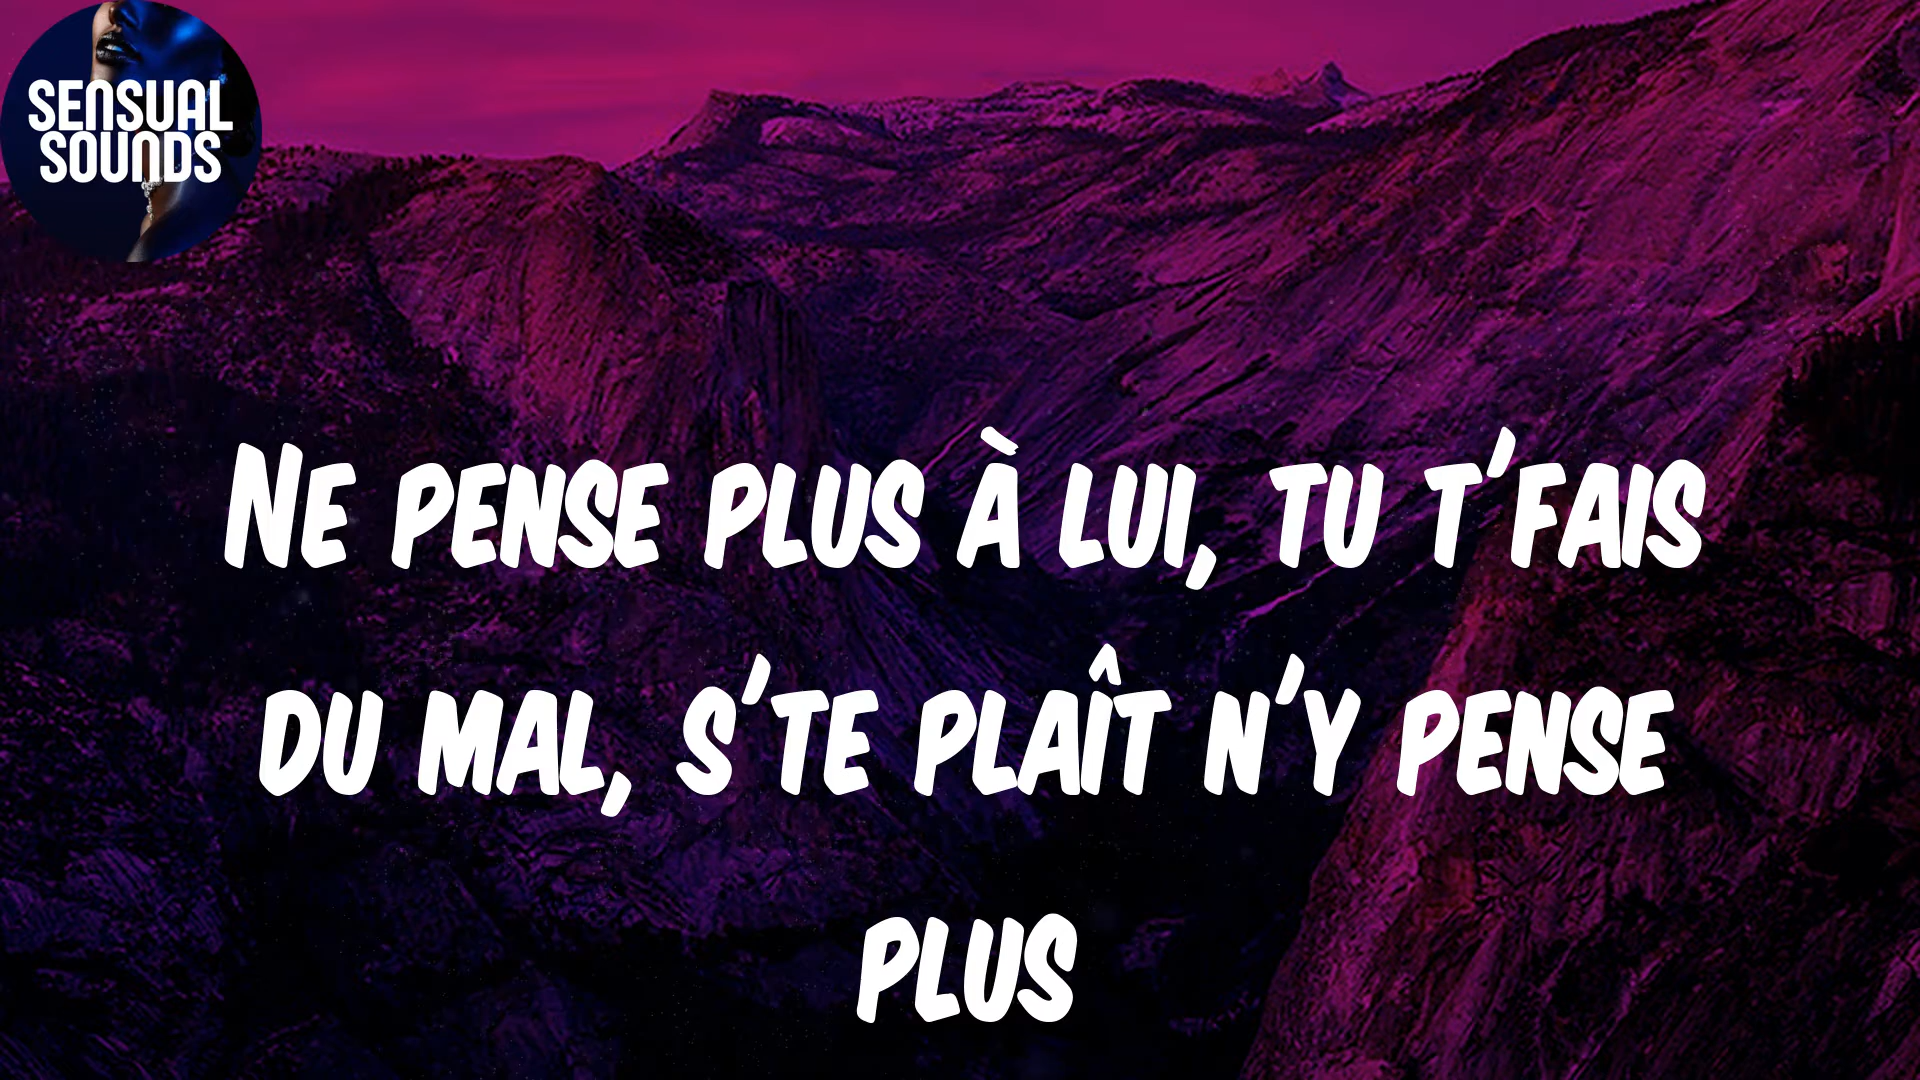 SENSUAL
SOUNDS
NE PENSE PLUS À LUI, TU T'FAIS
DU MAL, S'TE PLAÎT N'Y PENSE
PLUS